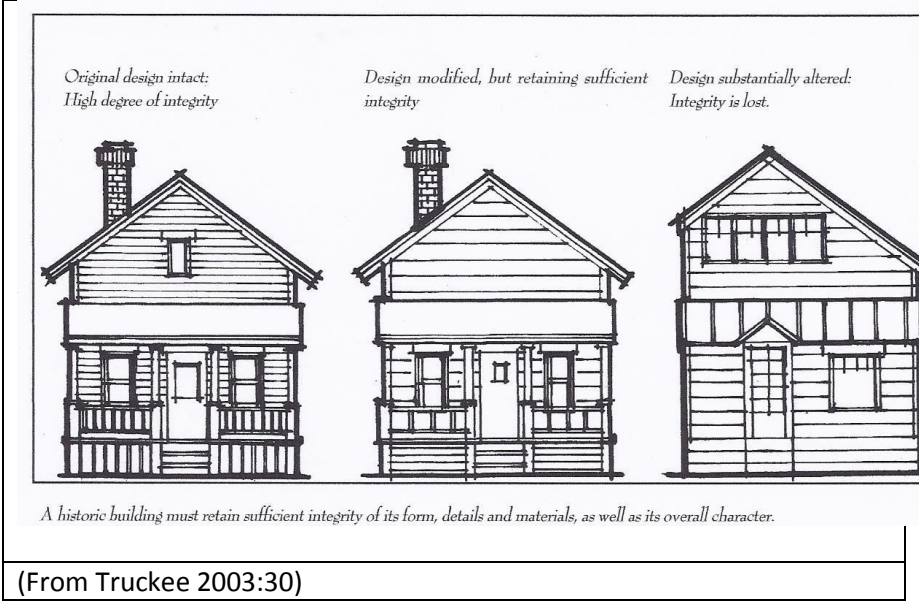 Original design intact:
High degree of integrity
Design modified, but retaining sufficient
integrity
Design substantially altered:
Integrity is lost.
A historic building must retain sufficient integrity of its form, details and materials, as well as its overall character.
(From Truckee 2003:30)